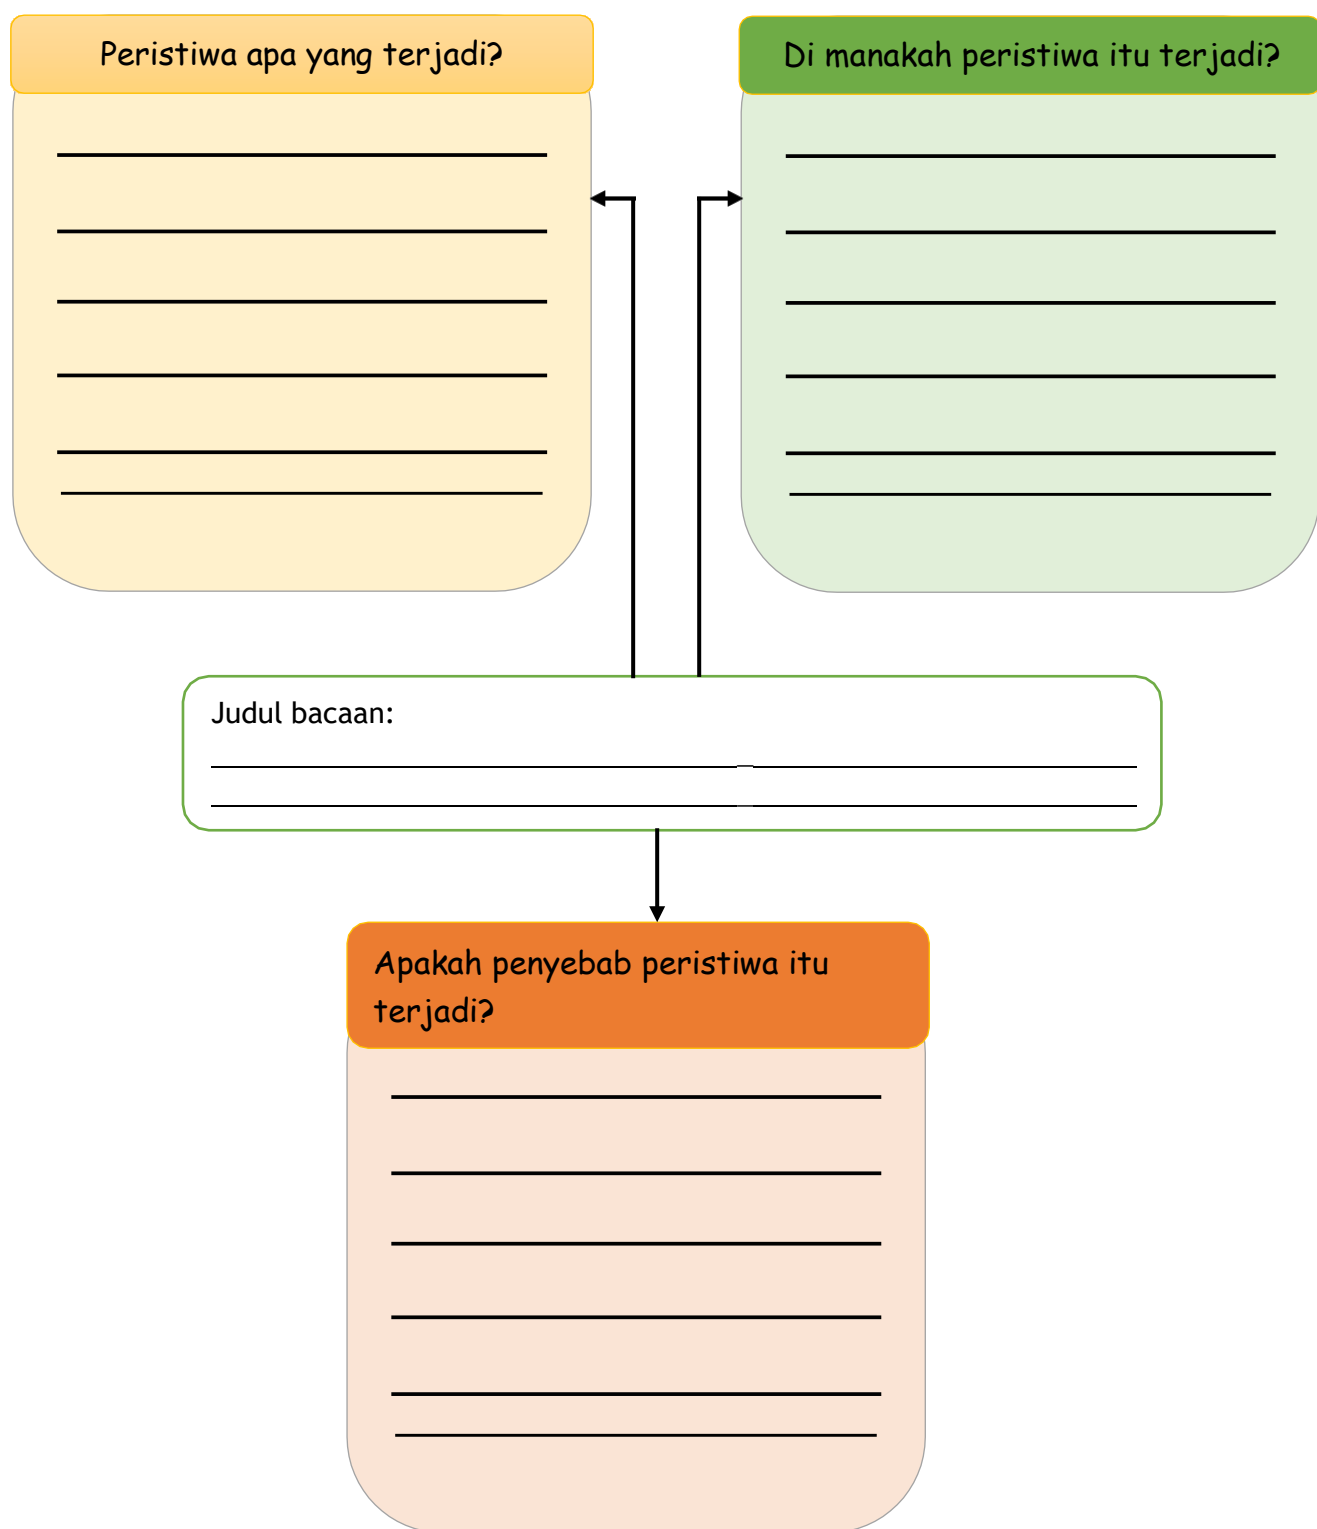 Peristiwa apa yang terjadi?
Di manakah peristiwa itu terjadi?
Judul bacaan:
Apakah penyebab peristiwa itu
terjadi?